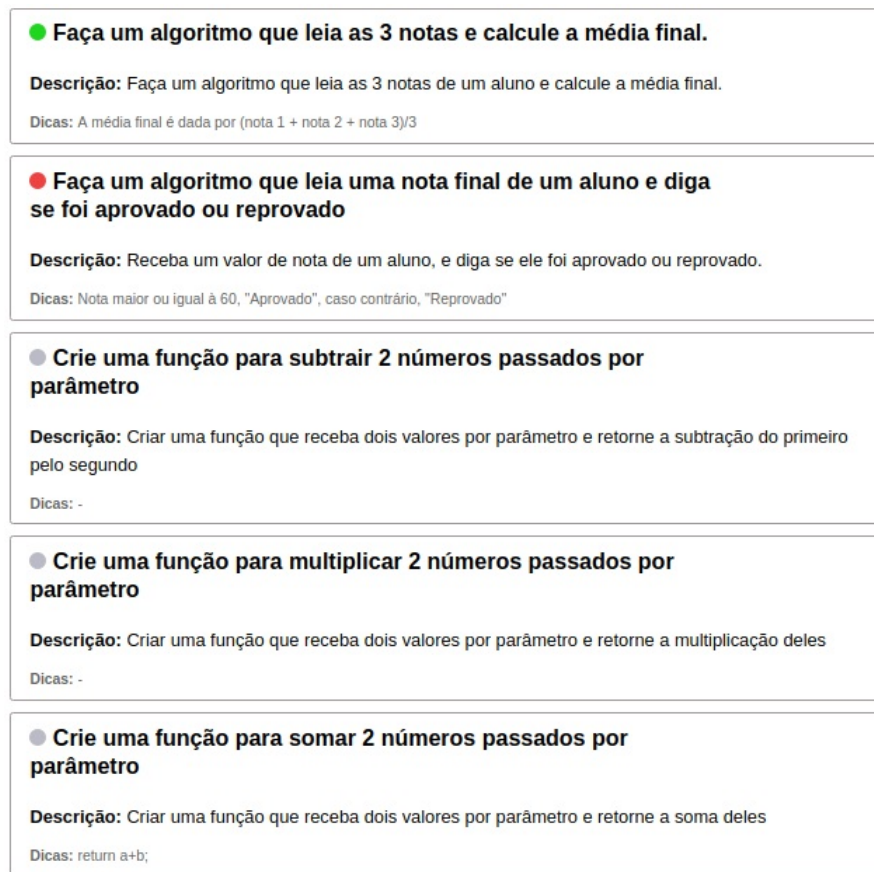 Faça um algoritmo que leia as 3 notas e calcule a média final.
Descrição: Faça um algoritmo que leia as 3 notas de um aluno e calcule a média final.
Dicas: A média final é dada por (nota 1 + nota 2 + nota 3)/3
Faça um algoritmo que leia uma nota final de um aluno e diga
se foi aprovado ou reprovado
Descrição: Receba um valor de nota de um aluno, e diga se ele foi aprovado ou reprovado.
Dicas: Nota maior ou igual à 60, "Aprovado", caso contrário, "Reprovado"
Crie uma função para subtrair 2 números passados por
parâmetro
Descrição: Criar uma função que receba dois valores por parâmetro e retorne a subtração do primeiro
pelo segundo
Dicas: -
Crie uma função para multiplicar 2 números passados por
parâmetro
Descrição: Criar uma função que receba dois valores por parâmetro e retorne a multiplicação deles
Dicas: -
Crie uma função para somar 2 números passados por
parâmetro
Descrição: Criar uma função que receba dois valores por parâmetro e retorne a soma deles
Dicas: return a+b;